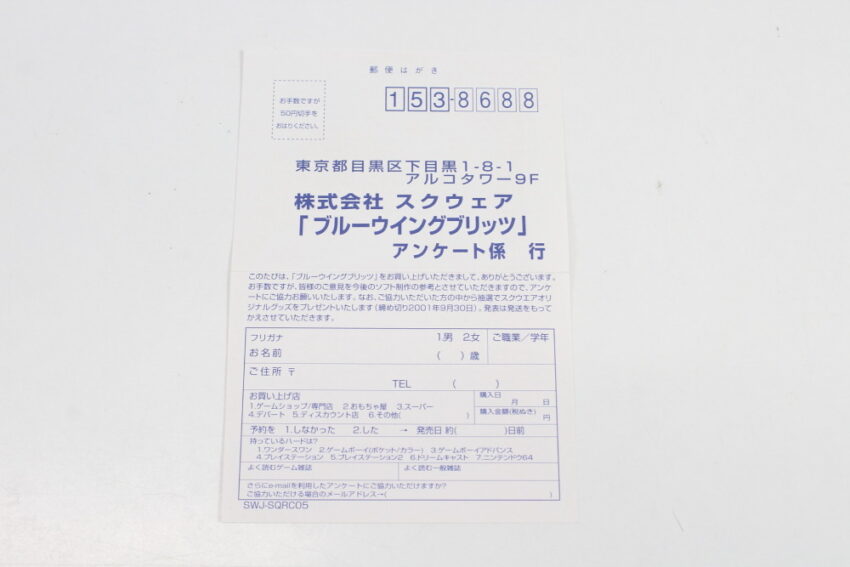 郵便はがき
お手数ですが
50円切手を
おはりください。
153-8688
東京都目黒区下目黒1-8-1
アルコタワー9F
株式会社 スクウェア
「ブルーウイングブリッツ」
アンケート係 行
このたびは、「ブルーウイングブリッツ」をお買い上げいただきまして、ありがとうございます。
お手数ですが、皆様のご意見を今後のソフト制作の参考とさせていただきますので、アンケ
ートにご協力お願いいたします。なお、ご協力いただいた方の中から抽選でスクウエアオリ
ジナルグッズをプレゼントいたします（締め切り2001年9月30日）。発表は発送をもって
かえさせていただきます。
フリガナ 1.男 2.女 ご職業／学年
お名前 （ ）歳
ご住所 〒
TEL （ ）
お買い上げ店 購入日
1.ゲームショップ/専門店 2.おもちゃ屋 3.スーパー 月 日
4.デパート 5.ディスカウント店 6.その他( ) 購入金額(税ぬき) 円
予約を 1.しなかった 2.した → 発売日 約( )日前
持っているハードは?
1.ワンダースワン 2.ゲームボーイ(ポケット/カラー) 3.ゲームボーイアドバンス
4.プレイステーション 5.プレイステーション2 6.ドリームキャスト 7.ニンテンドウ64
よく読むゲーム雑誌 よく読む一般雑誌
さらにe-mailを利用したアンケートにご協力いただけますか?
ご協力いただける場合のメールアドレス→( )
SWJ-SQRC05